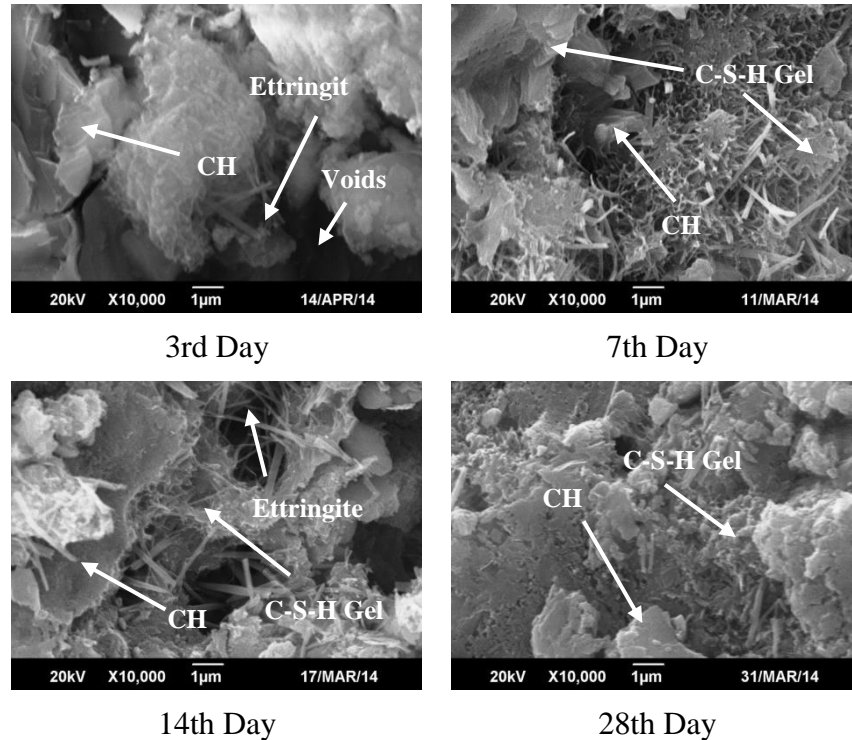 Ettringit
CH
Voids
20kV X10,000 1µm 14/APR/14
3rd Day
C-S-H Gel
CH
20kV X10,000 1µm 11/MAR/14
7th Day
Ettringite
CH
C-S-H Gel
20kV X10,000 1µm 17/MAR/14
14th Day
C-S-H Gel
CH
20kV X10,000 1µm 31/MAR/14
28th Day